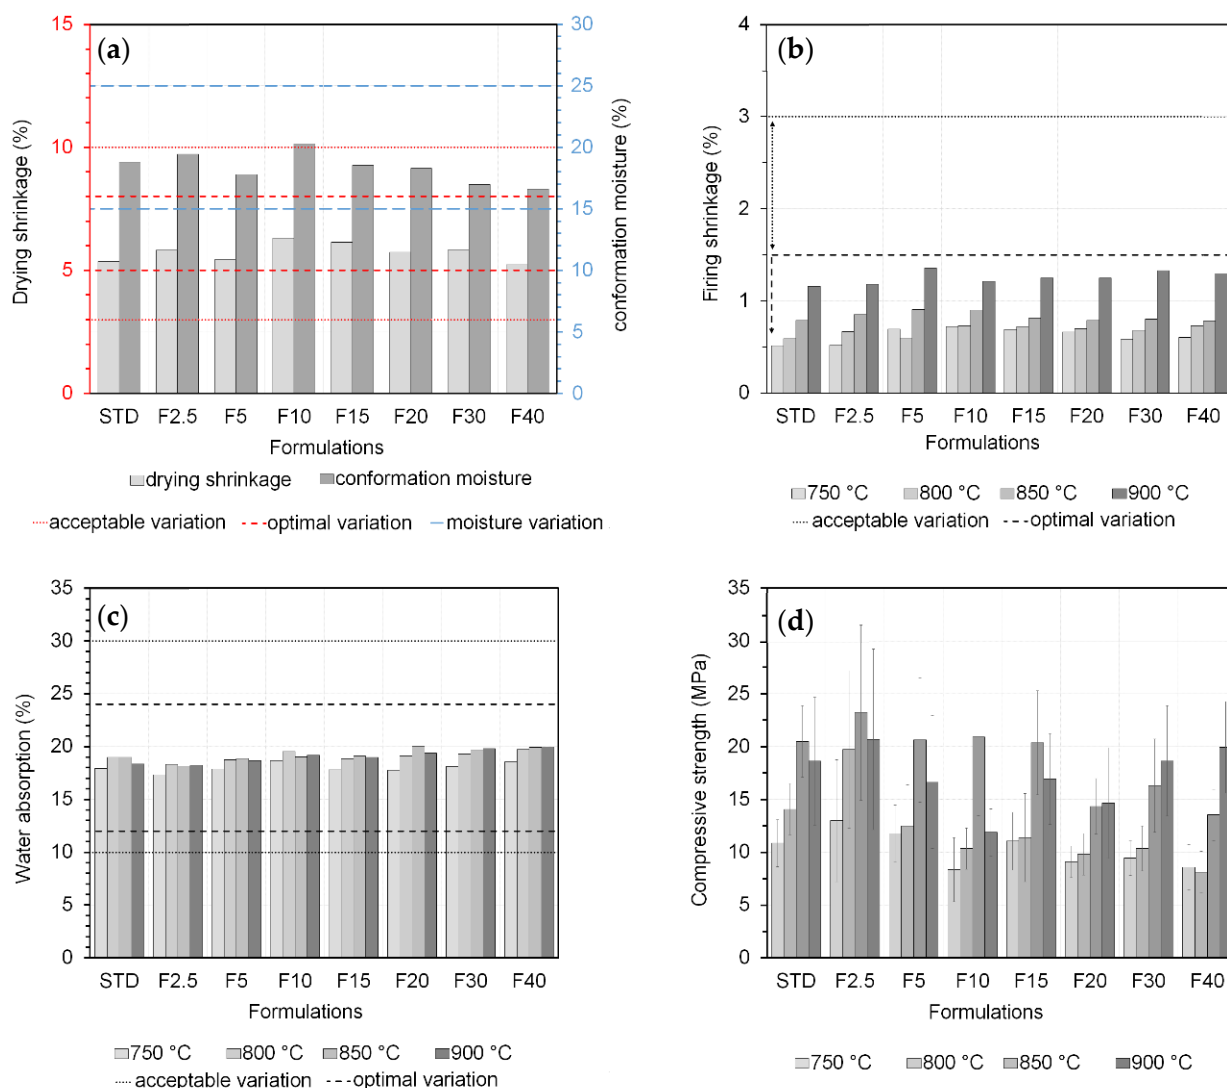 (a)
15
10
5
0
Drying shrinkage (%)
30
25
20
15
10
5
0
conformation moisture (%)
STD F2.5 F5 F10 F15 F20 F30 F40
Formulations
drying shrinkage conformation moisture
acceptable variation optimal variation moisture variation
(b)
4
3
2
1
0
Firing shrinkage (%)
STD F2.5 F5 F10 F15 F20 F30 F40
Formulations
750 °C 800 °C 850 °C 900 °C
acceptable variation optimal variation
(c)
35
30
25
20
15
10
5
0
Water absorption (%)
STD F2.5 F5 F10 F15 F20 F30 F40
Formulations
750 °C 800 °C 850 °C 900 °C
acceptable variation optimal variation
(d)
35
30
25
20
15
10
5
0
Compressive strength (MPa)
STD F2.5 F5 F10 F15 F20 F30 F40
Formulations
750 °C 800 °C 850 °C 900 °C